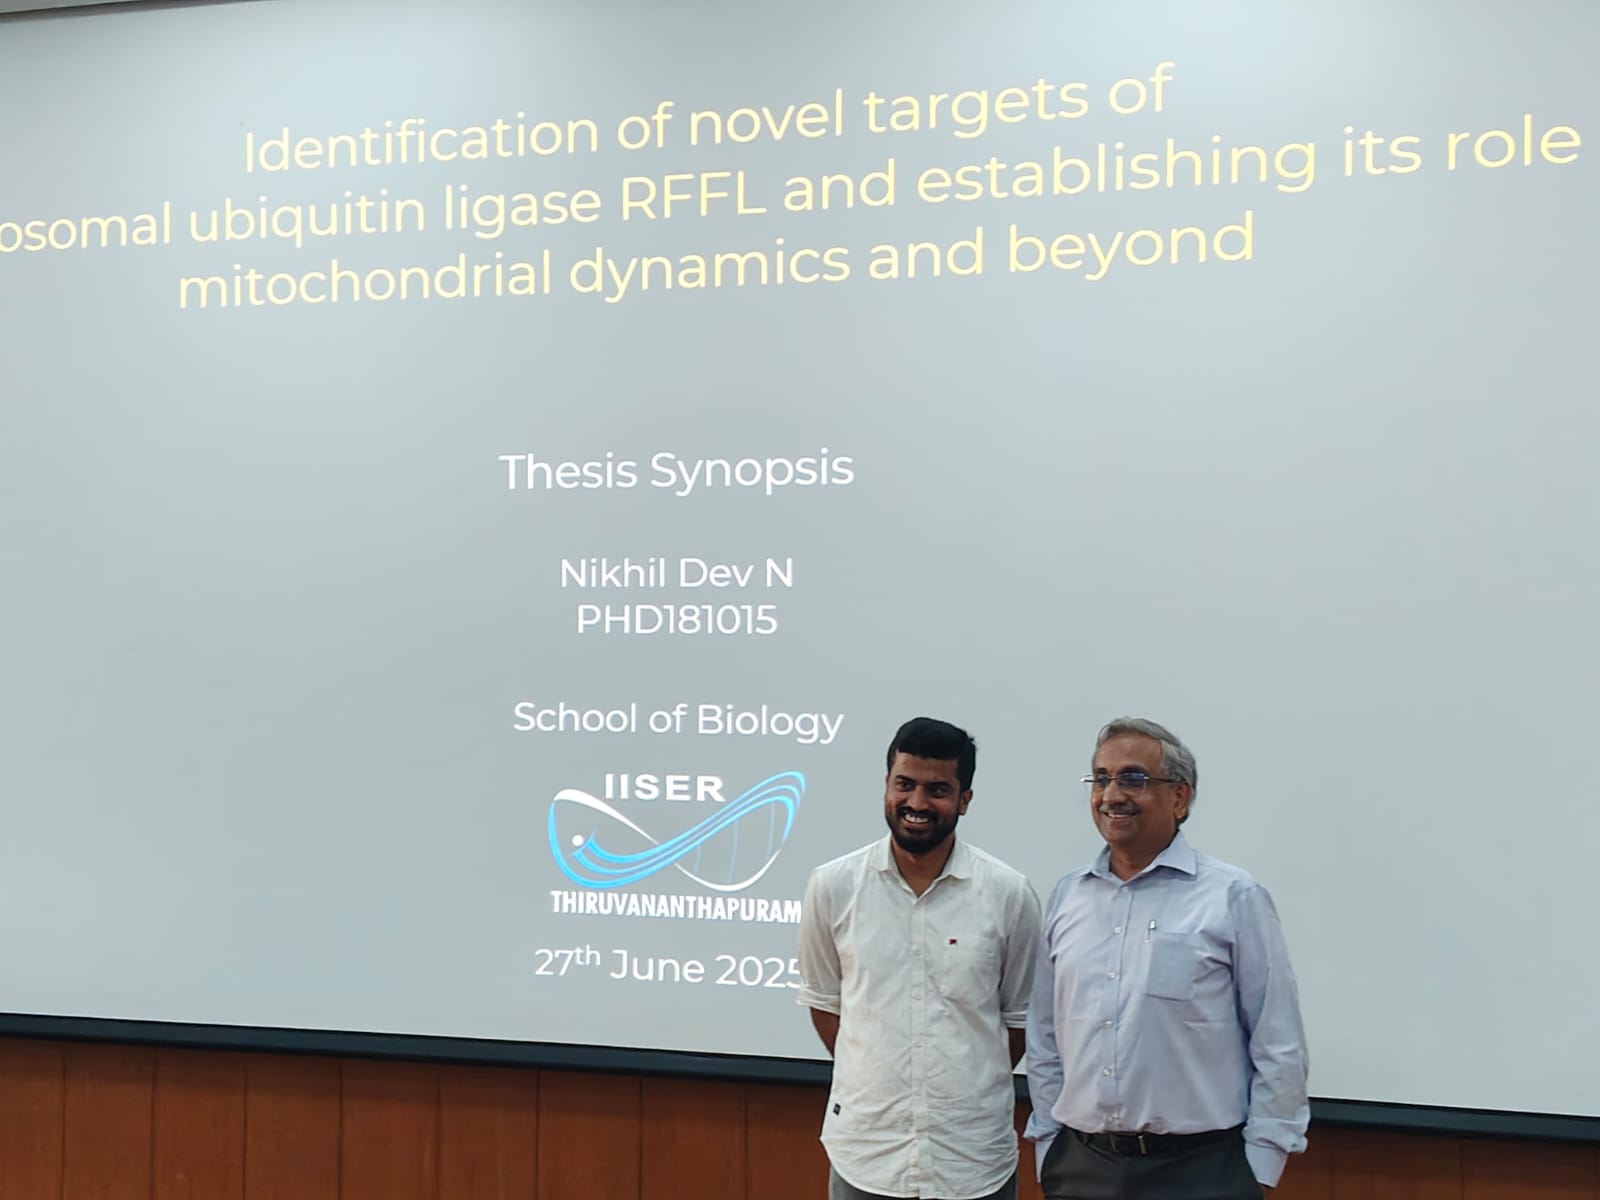 Identification of novel targets of
osomal ubiquitin ligase RFFL and establishing its role
mitochondrial dynamics and beyond
Thesis Synopsis
Nikhil Dev N
PHD181015
School of Biology
IISER
THIRUVANANTHAPURAM
27th June 2025